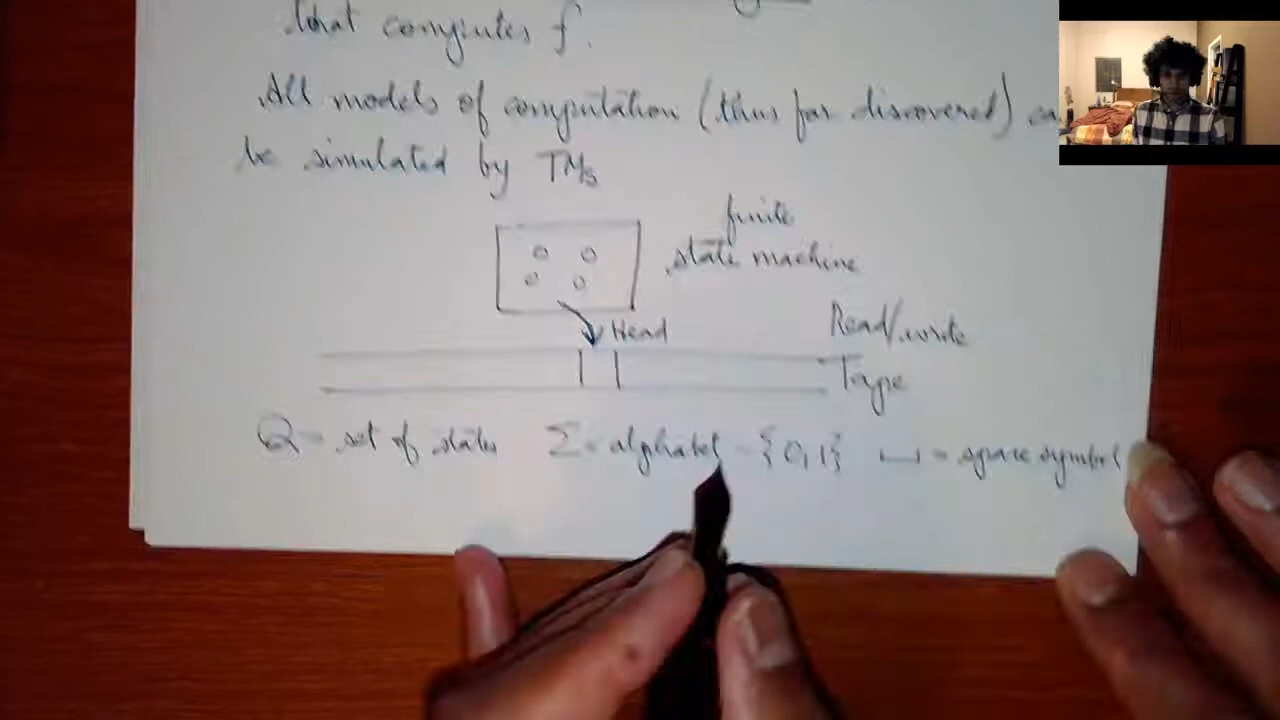 that computes f.
All models of computation (thus far discovered) ca
be simulated by TMs
finite
state machine
Head
Read/write
Tape
Q = set of states Σ = alphabet = {0,1} ⊔ = space symbol